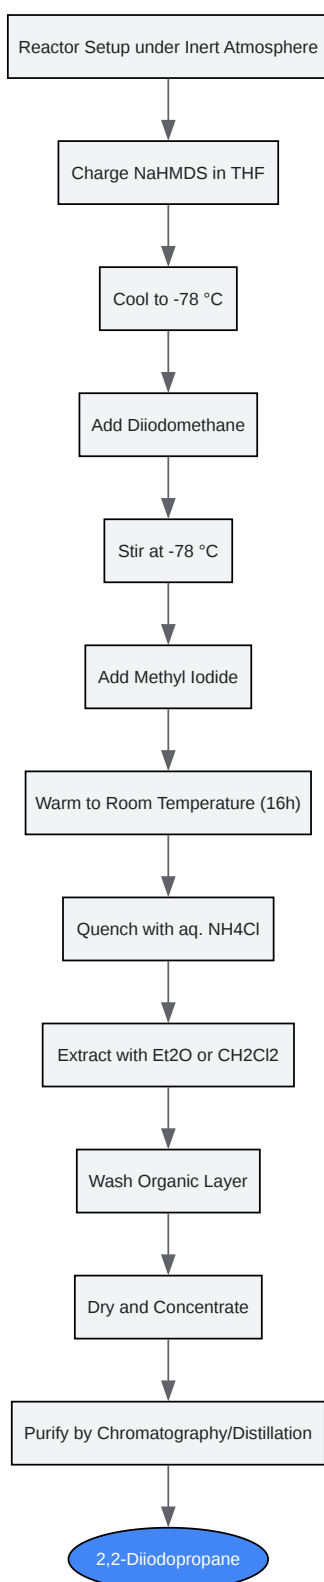 Reactor Setup under Inert Atmosphere
Charge NaHMDS in THF
Cool to -78 °C
Add Diiodomethane
Stir at -78 °C
Add Methyl Iodide
Warm to Room Temperature (16h)
Quench with aq. NH4Cl
Extract with Et2O or CH2Cl2
Wash Organic Layer
Dry and Concentrate
Purify by Chromatography/Distillation
2,2-Diiodopropane